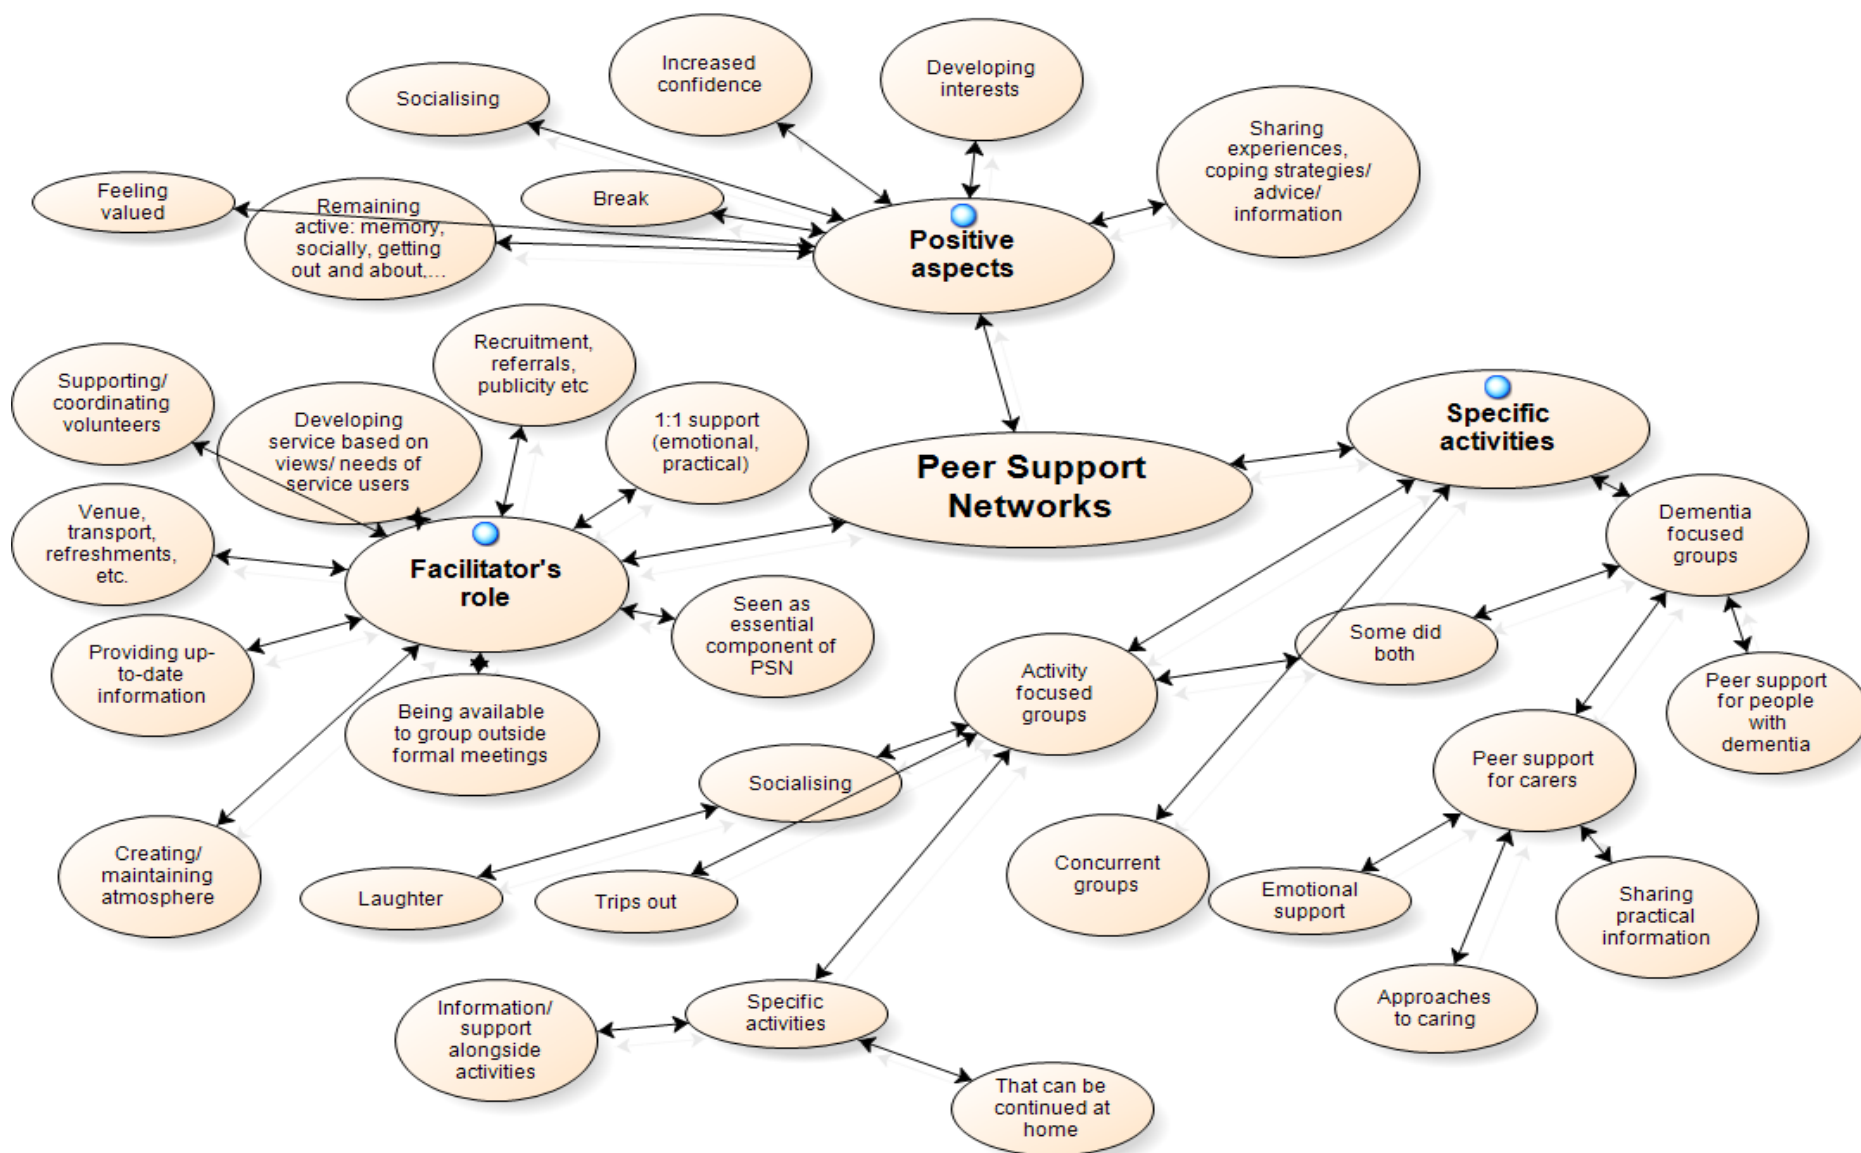 Increased
confidence
Developing
interests
Socialising
Sharing
experiences,
coping strategies/
advice/
information
Feeling
valued
Remaining
active: memory,
socially, getting
out and about,...
Break
Positive
aspects
Recruitment,
referrals,
publicity etc
Supporting/
coordinating
volunteers
Developing
service based on
views/ needs of
service users
1:1 support
(emotional,
practical)
Peer Support
Networks
Specific
activities
Venue,
transport,
refreshments,
etc.
Facilitator's
role
Dementia
focused
groups
Providing up-
to-date
information
Seen as
essential
component of
PSN
Some did
both
Activity
focused
groups
Peer support
for people
with
dementia
Being available
to group outside
formal meetings
Socialising
Peer support
for carers
Creating/
maintaining
atmosphere
Laughter
Trips out
Concurrent
groups
Emotional
support
Sharing
practical
information
Approaches
to caring
Information/
support
alongside
activities
Specific
activities
That can be
continued at
home